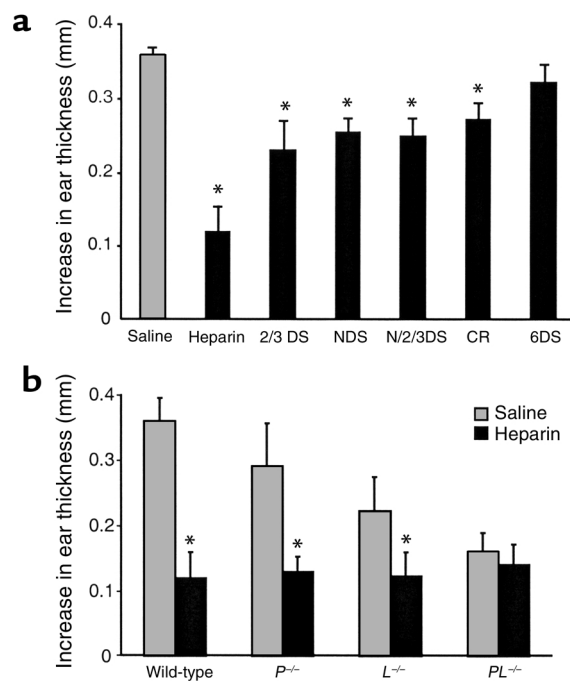 a
Increase in ear thickness (mm)
0.4
0.3
0.2
0.1
0
*
*
*
*
*
Saline Heparin 2/3 DS NDS N/2/3DS CR 6DS
b
Increase in ear thickness (mm)
0.4
0.3
0.2
0.1
0
Saline
Heparin
*
*
*
Wild-type P–/– L–/– PL–/–